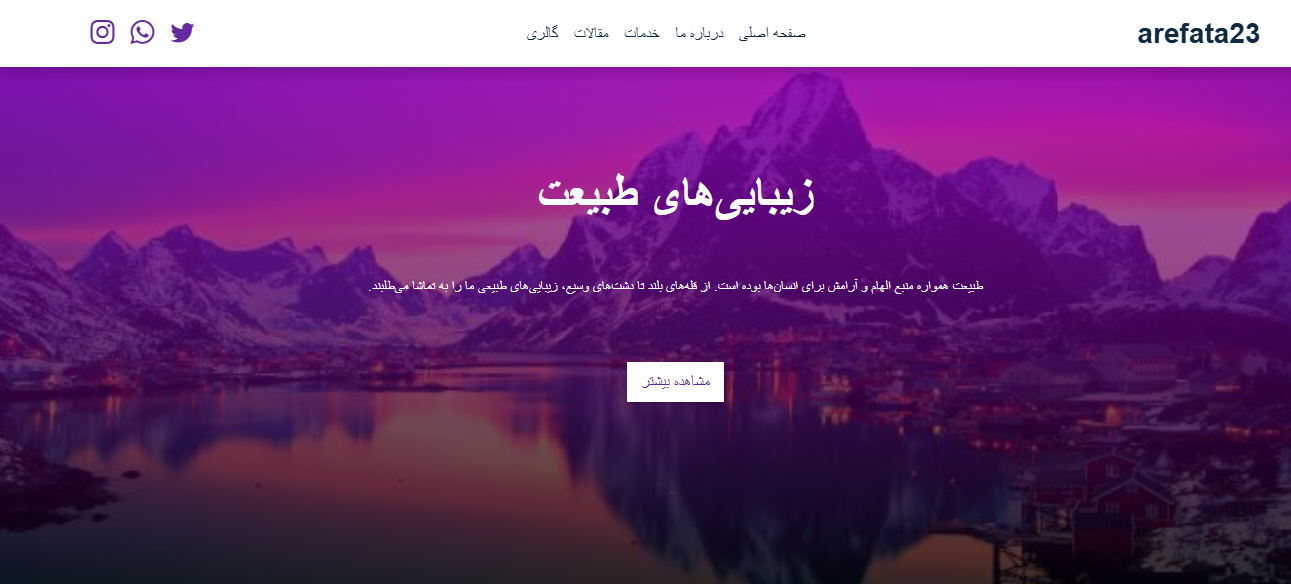 arefata23
صفحه اصلی درباره ما خدمات مقالات گالری
زیبایی‌های طبیعت
طبیعت همواره منبع الهام و آرامش برای انسان‌ها بوده است. از قله‌های بلند تا دشت‌های وسیع، زیبایی‌های طبیعی ما را به تماشا می‌طلبند.
مشاهده بیشتر